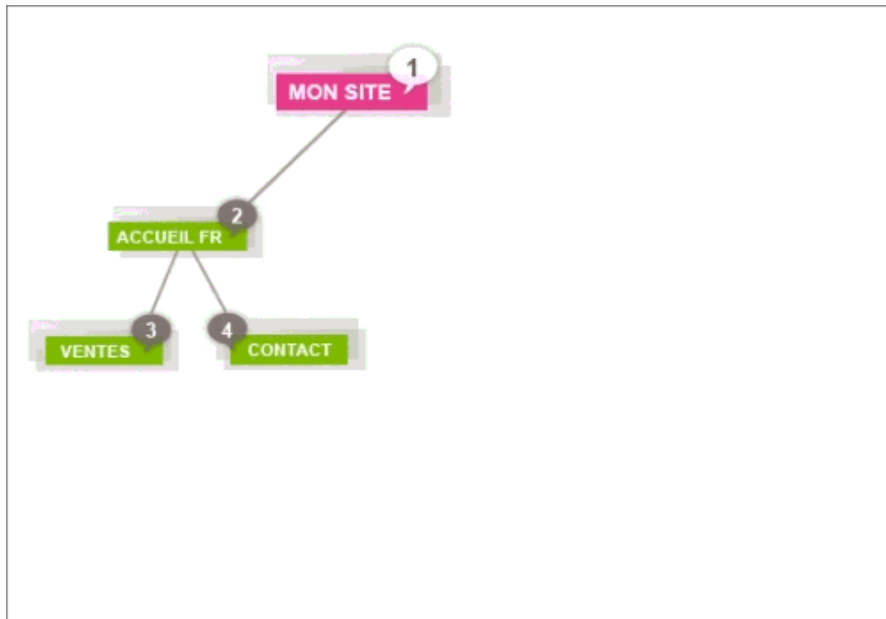 1
MON SITE
2
ACCUEIL FR
3
VENTES
4
CONTACT